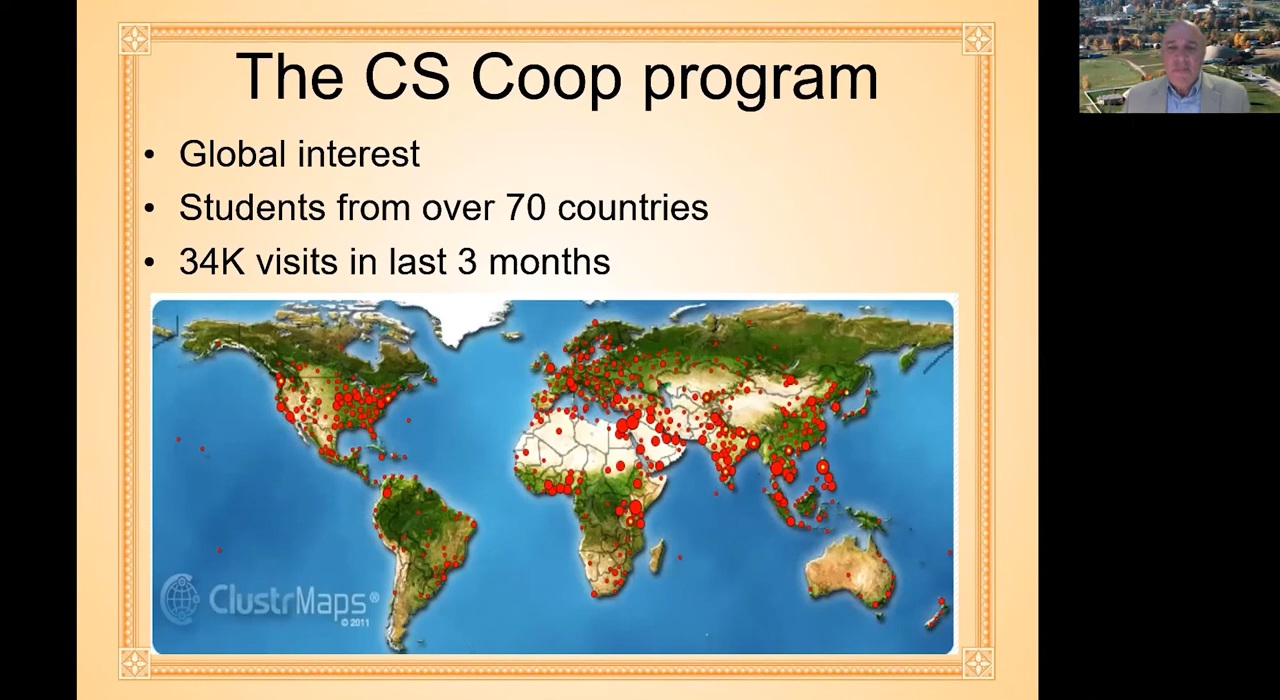 The CS Coop program
• Global interest
• Students from over 70 countries
• 34K visits in last 3 months
ClustrMaps®
© 2011